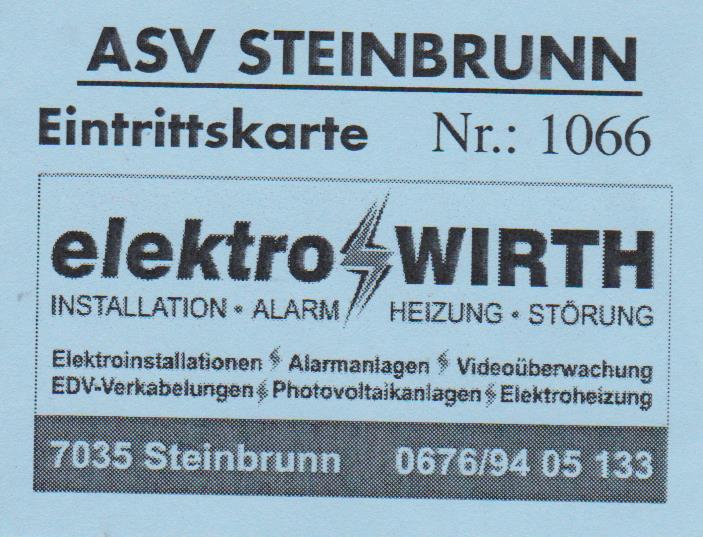 ASV STEINBRUNN
Eintrittskarte Nr.: 1066
elektro WIRTH
INSTALLATION • ALARM HEIZUNG • STÖRUNG
Elektroinstallationen Alarmanlagen Videoüberwachung
EDV-Verkabelungen Photovoltaikanlagen Elektroheizung
7035 Steinbrunn 0676/94 05 133